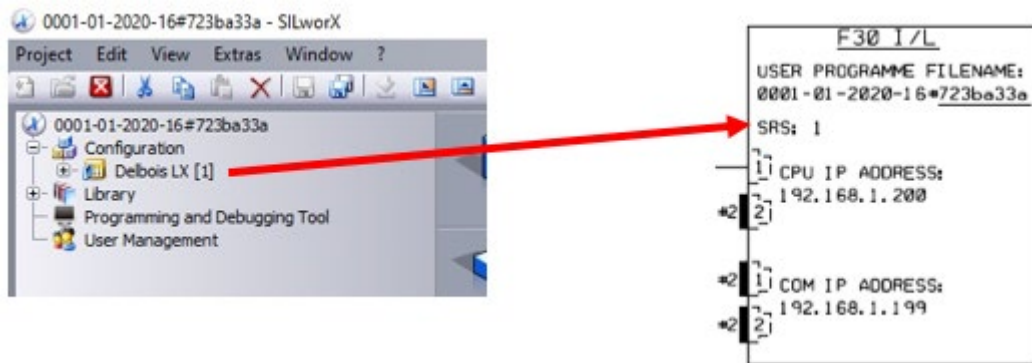 0001-01-2020-16#723ba33a - SILworX
Project Edit View Extras Window ?
0001-01-2020-16#723ba33a
Configuration
Delbois LX [1]
Library
Programming and Debugging Tool
User Management
F30 I/L
USER PROGRAMME FILENAME:
0001-01-2020-16#723ba33a
SRS: 1
1 CPU IP ADDRESS:
192.168.1.200
#2 2
#2 1 COM IP ADDRESS:
192.168.1.199
#2 2